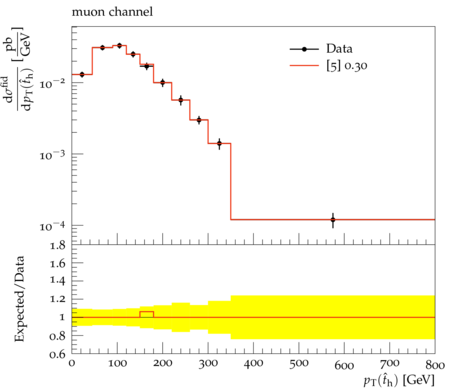 muon channel
dσ^fid / dp_T(t̂_h) [pb/GeV]
Data
[5] 0.30
10^−2
10^−3
10^−4
Expected/Data
1.8
1.6
1.4
1.2
1
0.8
0.6
0 100 200 300 400 500 600 700 800
p_T(t̂_h) [GeV]